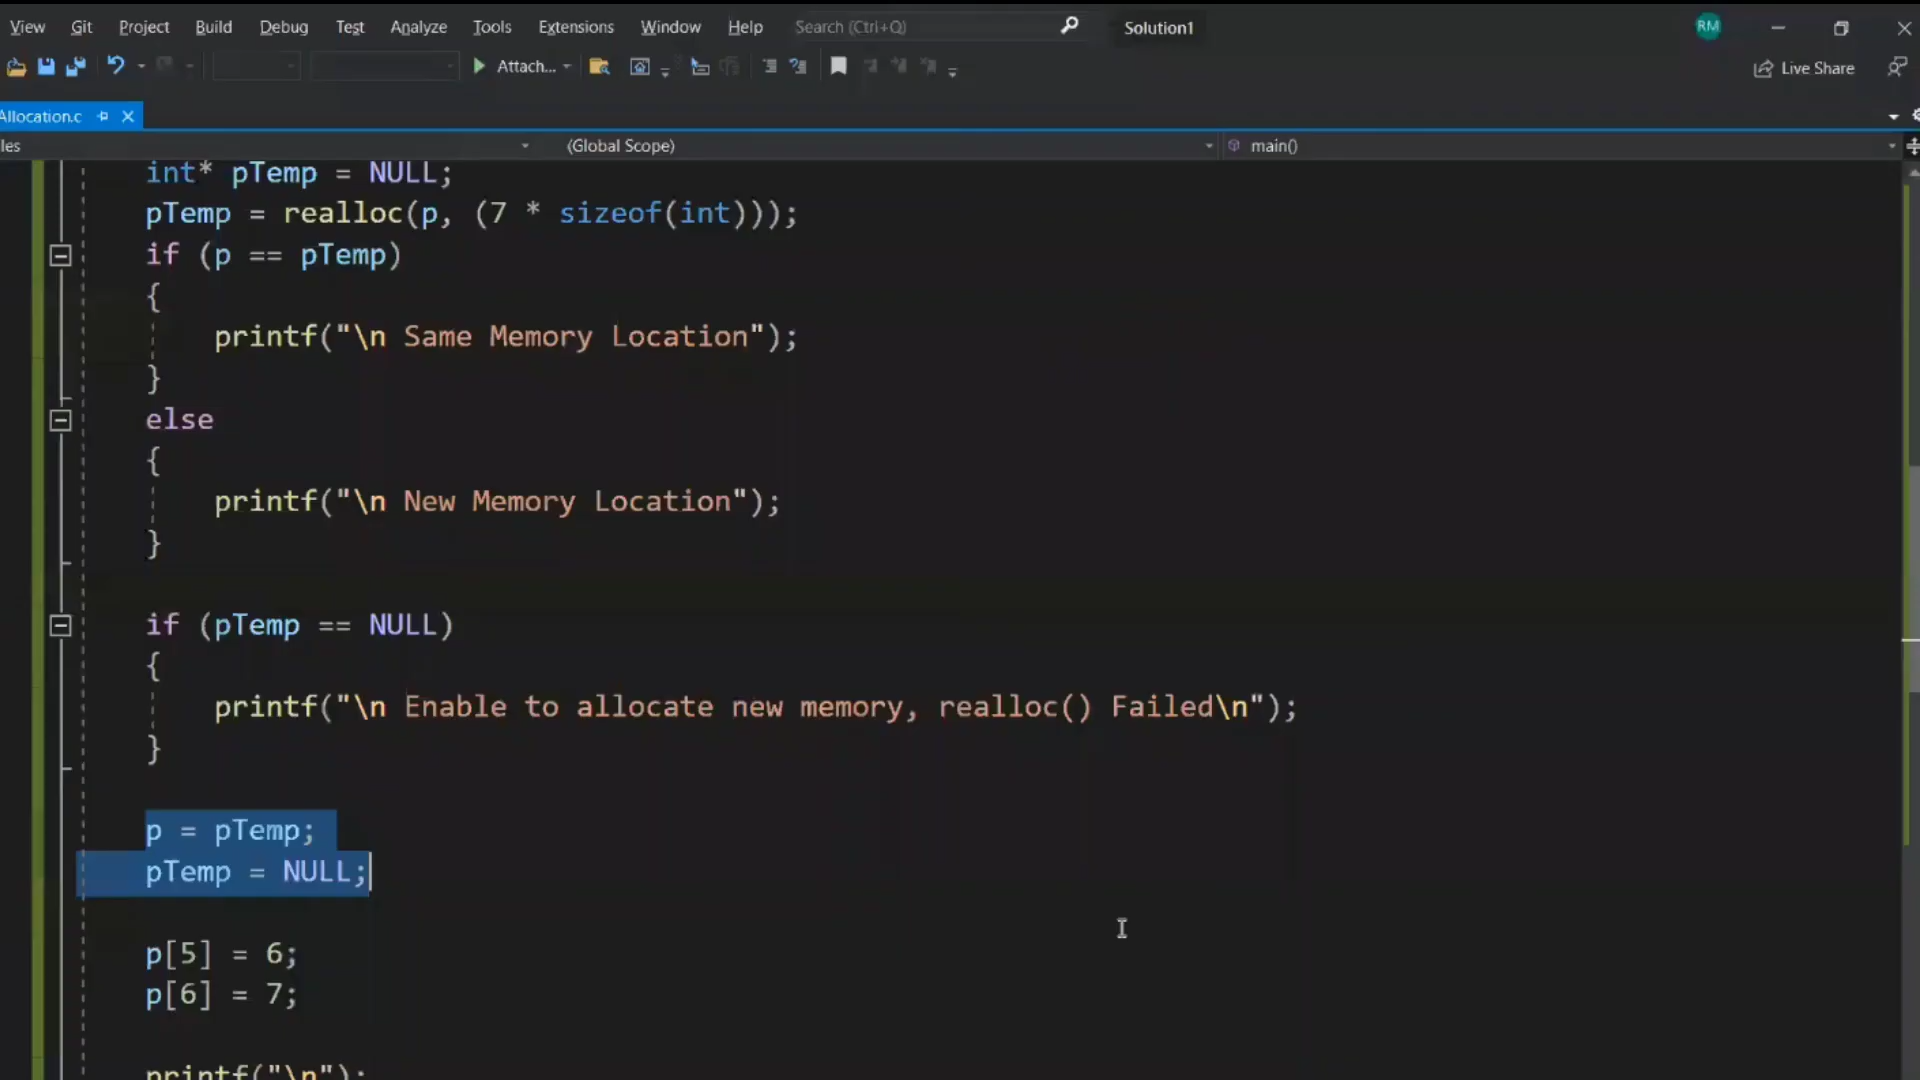 View Git Project Build Debug Test Analyze Tools Extensions Window Help Search (Ctrl+Q) Solution1 RM
Attach... Live Share
Allocation.c
les (Global Scope) main()
int* pTemp = NULL;
pTemp = realloc(p, (7 * sizeof(int)));
if (p == pTemp)
{
printf("\n Same Memory Location");
}
else
{
printf("\n New Memory Location");
}
if (pTemp == NULL)
{
printf("\n Enable to allocate new memory, realloc() Failed\n");
}
p = pTemp;
pTemp = NULL;
p[5] = 6;
p[6] = 7;
printf("\n");